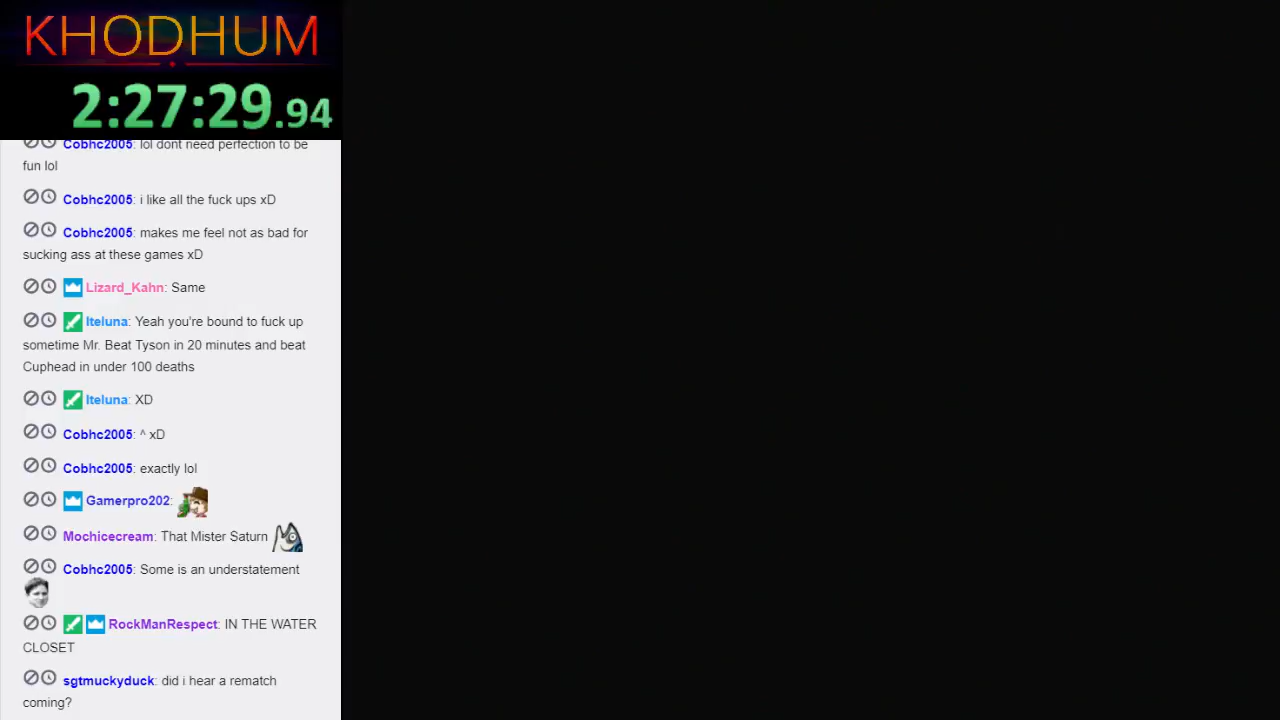 KHODHUM
2:27:29.94
Cobhc2005: lol dont need perfection to be
fun lol
Cobhc2005: i like all the fuck ups xD
Cobhc2005: makes me feel not as bad for
sucking ass at these games xD
Lizard_Kahn: Same
Iteluna: Yeah you're bound to fuck up
sometime Mr. Beat Tyson in 20 minutes and beat
Cuphead in under 100 deaths
Iteluna: XD
Cobhc2005: ^ xD
Cobhc2005: exactly lol
Gamerpro202:
Mochicecream: That Mister Saturn
Cobhc2005: Some is an understatement
RockManRespect: IN THE WATER
CLOSET
sgtmuckyduck: did i hear a rematch
coming?